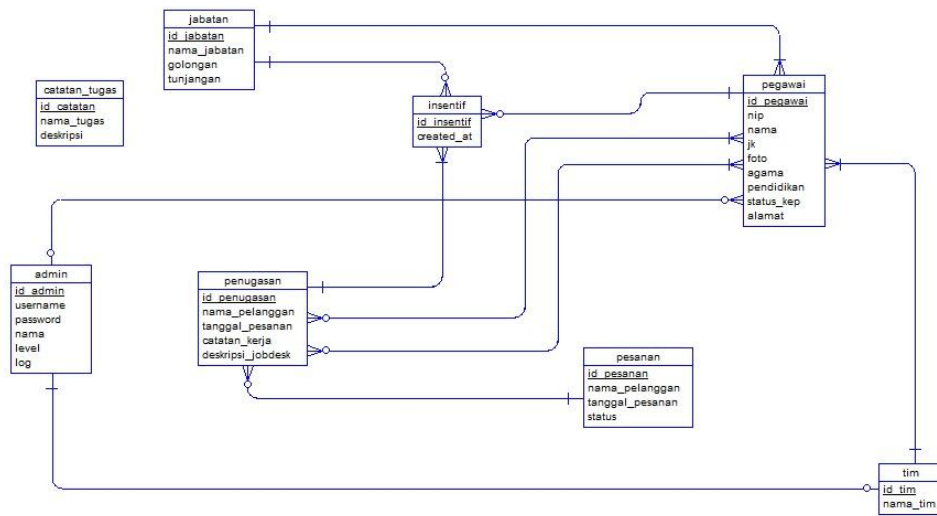 jabatan
id_jabatan
nama_jabatan
golongan
tunjangan
catatan_tugas
id_catatan
nama_tugas
deskripsi
insentif
id_insentif
created_at
pegawai
id_pegawai
nip
nama
jk
foto
agama
pendidikan
status_kep
alamat
admin
id_admin
username
password
nama
level
log
penugasan
id_penugasan
nama_pelanggan
tanggal_pesanan
catatan_kerja
deskripsi_jobdesk
pesanan
id_pesanan
nama_pelanggan
tanggal_pesanan
status
tim
id_tim
nama_tim